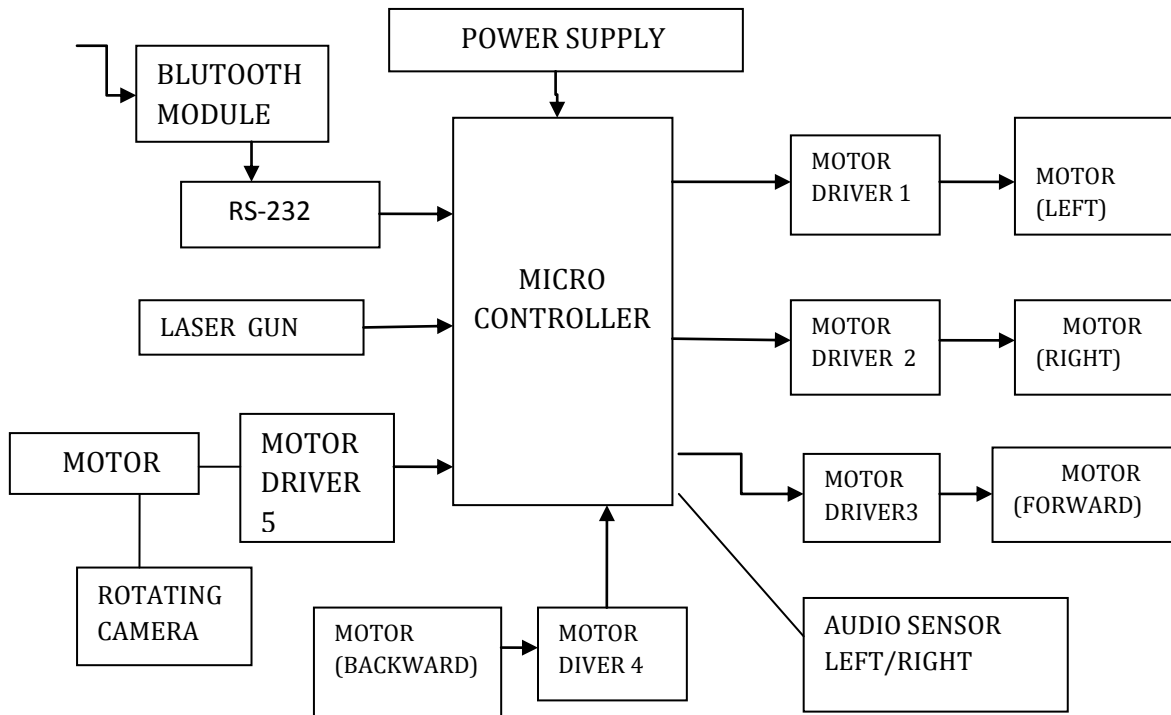 POWER SUPPLY
BLUTOOTH
MODULE
RS-232
LASER GUN
MICRO
CONTROLLER
MOTOR
DRIVER 1
MOTOR
(LEFT)
MOTOR
DRIVER 2
MOTOR
(RIGHT)
MOTOR
MOTOR
DRIVER
5
MOTOR
DRIVER3
MOTOR
(FORWARD)
ROTATING
CAMERA
MOTOR
(BACKWARD)
MOTOR
DIVER 4
AUDIO SENSOR
LEFT/RIGHT